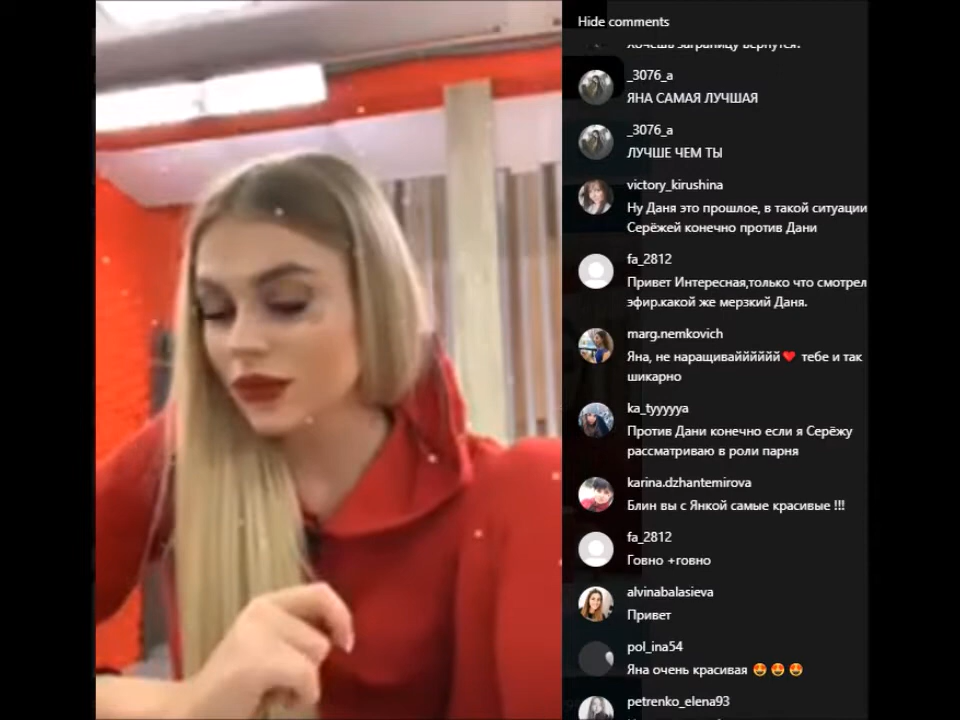 Hide comments
Хочешь заграницу вернутся?
_3076_a
ЯНА САМАЯ ЛУЧШАЯ
_3076_a
ЛУЧШЕ ЧЕМ ТЫ
victory_kirushina
Ну Даня это прошлое, в такой ситуации
Серёжей конечно против Дани
fa_2812
Привет Интересная,только что смотрел
эфир.какой же мерзкий Даня.
marg.nemkovich
Яна, не наращивайййййй❤️ тебе и так
шикарно
ka_tyyyyya
Против Дани конечно если я Серёжу
рассматриваю в роли парня
karina.dzhantemirova
Блин вы с Янкой самые красивые !!!
fa_2812
Говно +говно
alvinabalasieva
Привет
pol_ina54
Яна очень красивая 🤩 🤩 🤩
petrenko_elena93